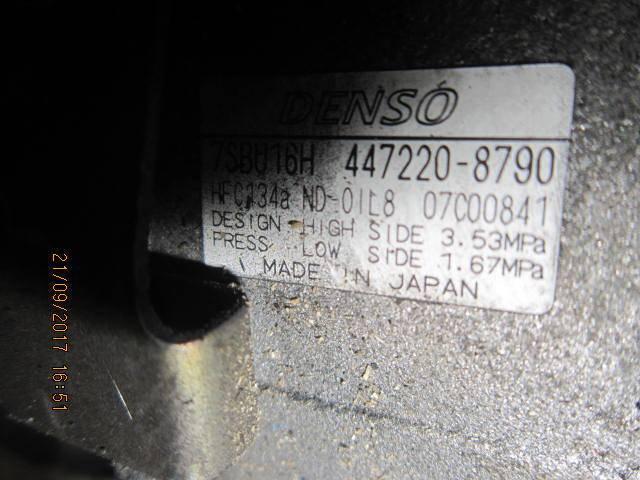 DENSO
7SBU16H 447220-8790
HFC134a ND-OIL8 07C00841
DESIGN HIGH SIDE 3.53MPa
PRESS. LOW SIDE 1.67MPa
MADE IN JAPAN
21/09/2017 16:51